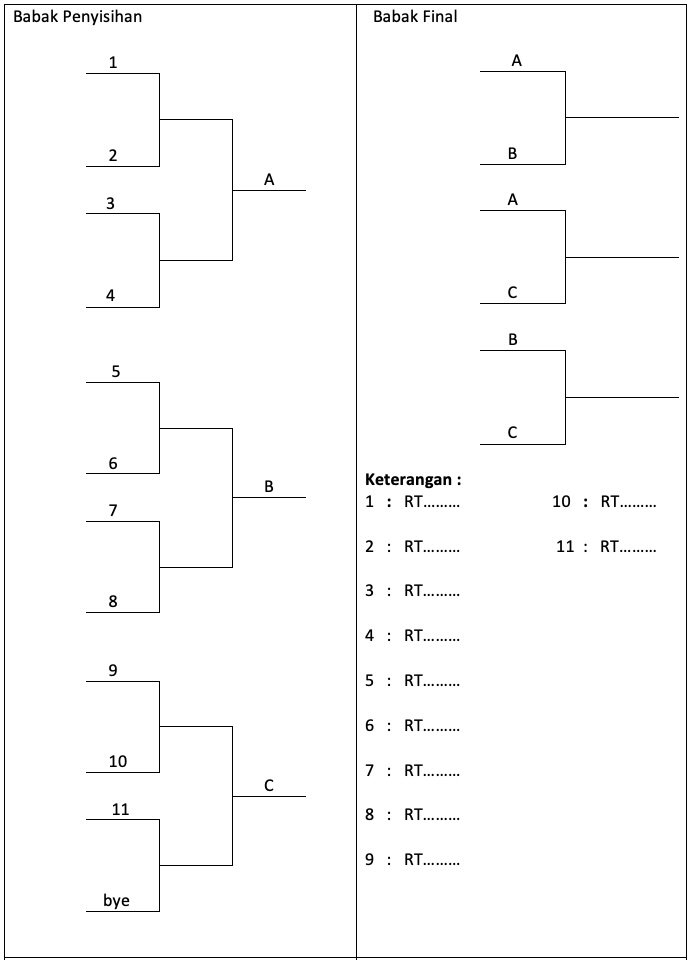 Babak Penyisihan
1
2
A
3
4
5
6
B
7
8
9
10
C
11
bye
Babak Final
A
B
A
C
B
C
Keterangan :
1 : RT.........
10 : RT.........
2 : RT.........
11 : RT.........
3 : RT.........
4 : RT.........
5 : RT.........
6 : RT.........
7 : RT.........
8 : RT.........
9 : RT.........